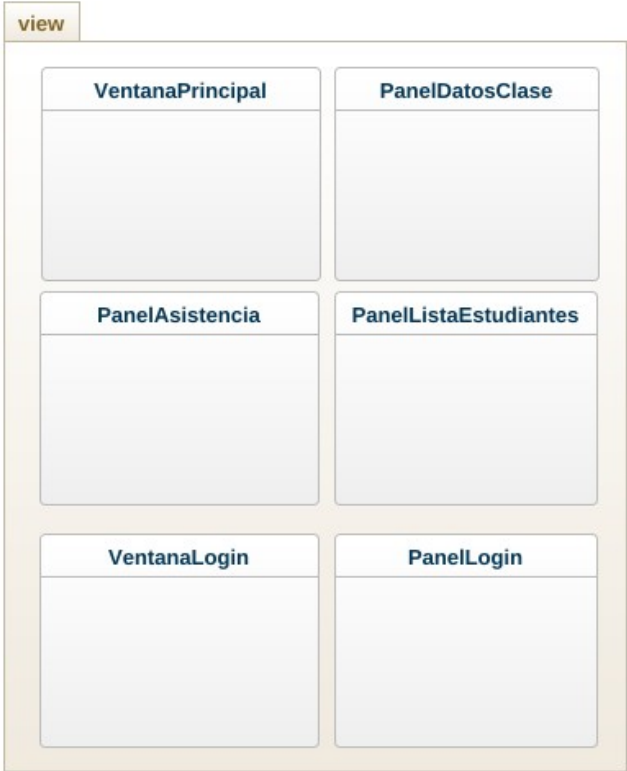 view
VentanaPrincipal
PanelDatosClase
PanelAsistencia
PanelListaEstudiantes
VentanaLogin
PanelLogin